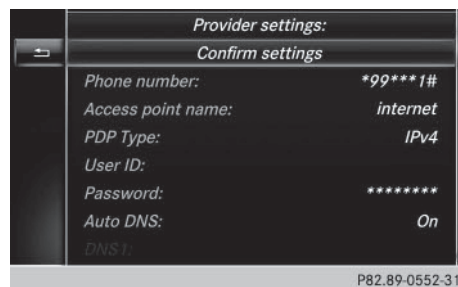 Provider settings:
Confirm settings
Phone number: *99***1#
Access point name: internet
PDP Type: IPv4
User ID:
Password: ********
Auto DNS: On
DNS1:
P82.89-0552-31